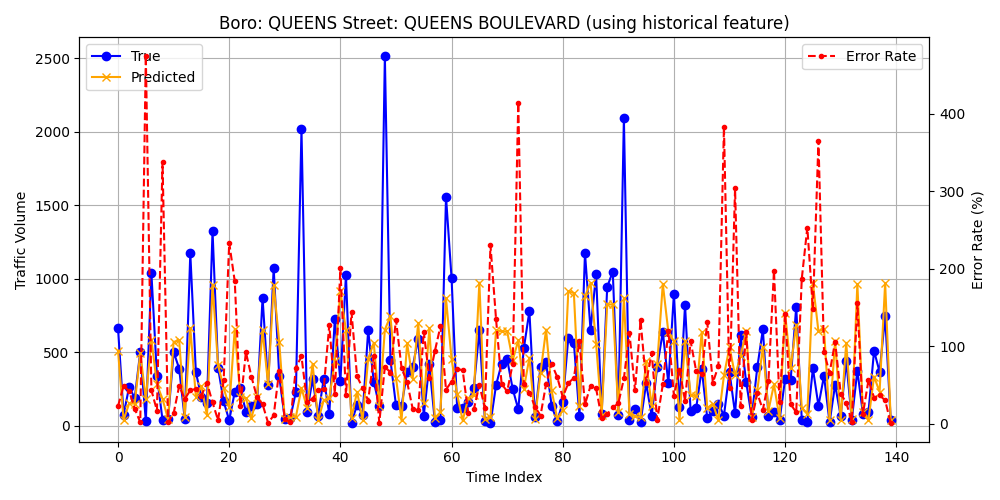 Boro: QUEENS Street: QUEENS BOULEVARD (using historical feature)
True
Predicted
Error Rate
2500
2000
1500
1000
500
0
Traffic Volume
400
300
200
100
0
Error Rate (%)
0 20 40 60 80 100 120 140
Time Index